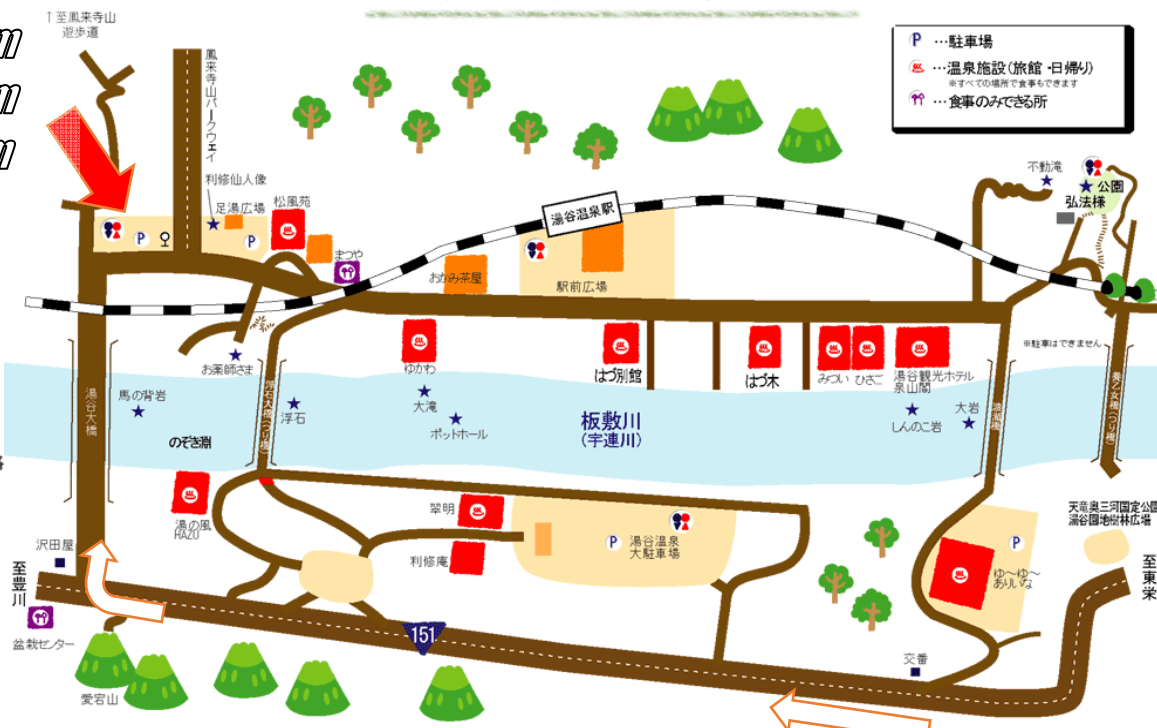 m
m
m
↑至鳳来寺山
遊歩道
鳳来寺山パークウェイ
P …駐車場
…温泉施設(旅館・日帰り)
※すべての場所で食事もできます
…食事のみできる所
利修仙人像
足湯広場
松風苑
P
P
まつや
湯谷温泉駅
おかみ茶屋
駅前広場
不動滝
公園
弘法様
※駐車はできません
お薬師さま
ゆかわ
はづ別館
はづ木
みつい
ひさご
湯谷観光ホテル
泉山閣
湯谷大橋
馬の背岩
浮石
浮石大橋(つり橋)
大滝
ポットホール
板敷川
(宇連川)
しんのこ岩
大岩
のぞき淵
湯の風
HAZU
翠明
利修庵
P
湯谷温泉
大駐車場
天竜奥三河国定公園
湯谷園地樹林広場
P
ゆ～ゆ～
ありいな
至東栄
沢田屋
至豊川
盆栽センター
愛宕山
151
交番